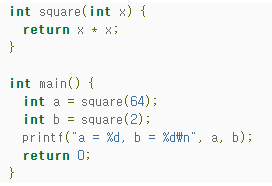 int square(int x) {
  return x * x;
}

int main() {
  int a = square(64);
  int b = square(2);
  printf("a = %d, b = %d₩n", a, b);
  return 0;
}